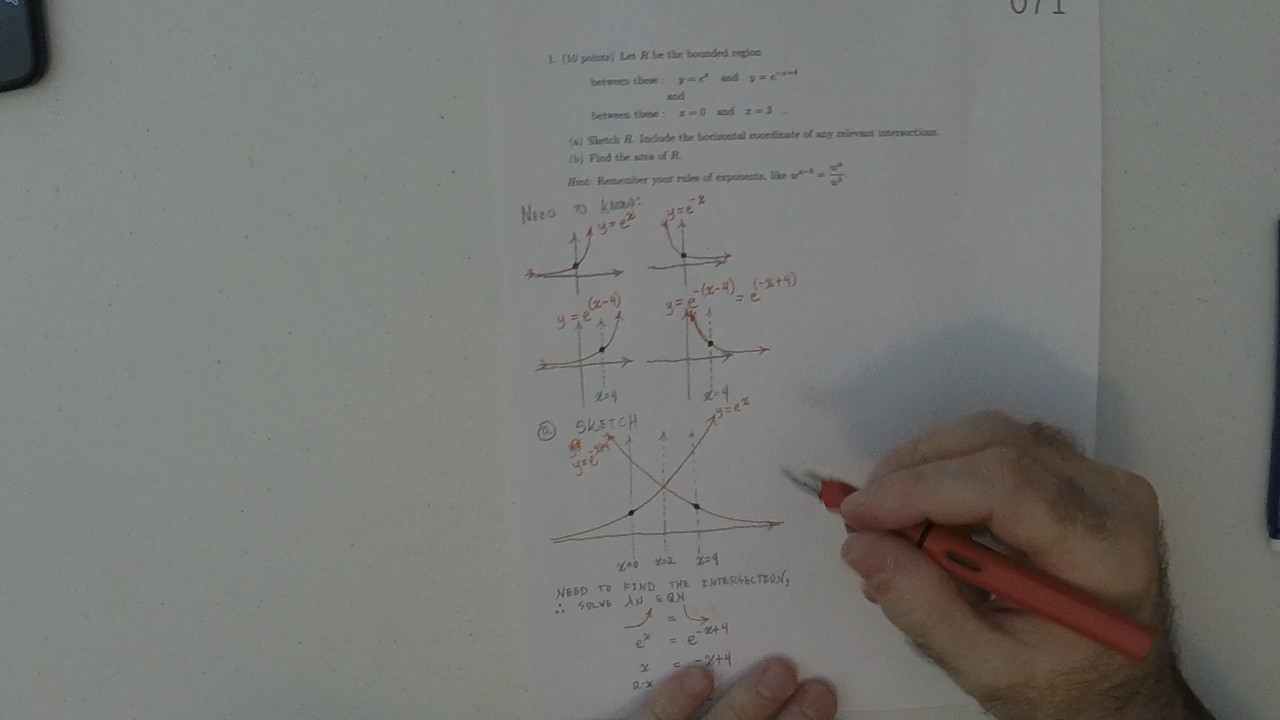 071
1. (10 points) Let R be the bounded region
between these : y = e^x and y = e^{-x+4}
and
between these : x = 0 and x = 3 .
(a) Sketch R. Include the horizontal coordinate of any relevant intersections.
(b) Find the area of R.
Hint: Remember your rules of exponents, like w^{a-b} = w^a/w^b
NEED TO KNOW:
y=e^x y=e^{-x}
y=e^{(x-4)} y=e^{-(x-4)} = e^{(-x+4)}
x=4 x=4
(a) SKETCH
y=e^x
x=0 x=2 x=4
NEED TO FIND THE INTERSECTION,
∴ SOLVE AN EQN
=
e^x = e^{-x+4}
x = -x+4
2·x